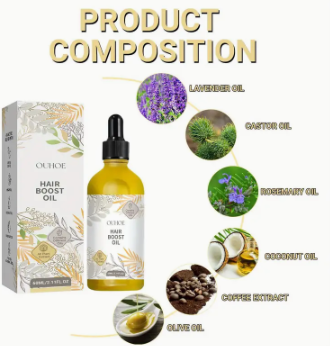 PRODUCT
COMPOSITION
LAVENDER OIL
CASTOR OIL
ROSEMARY OIL
COCONUT OIL
COFFEE EXTRACT
OLIVE OIL
OUHOE
HAIR
BOOST
OIL
OUHOE
HAIR
BOOST
OIL